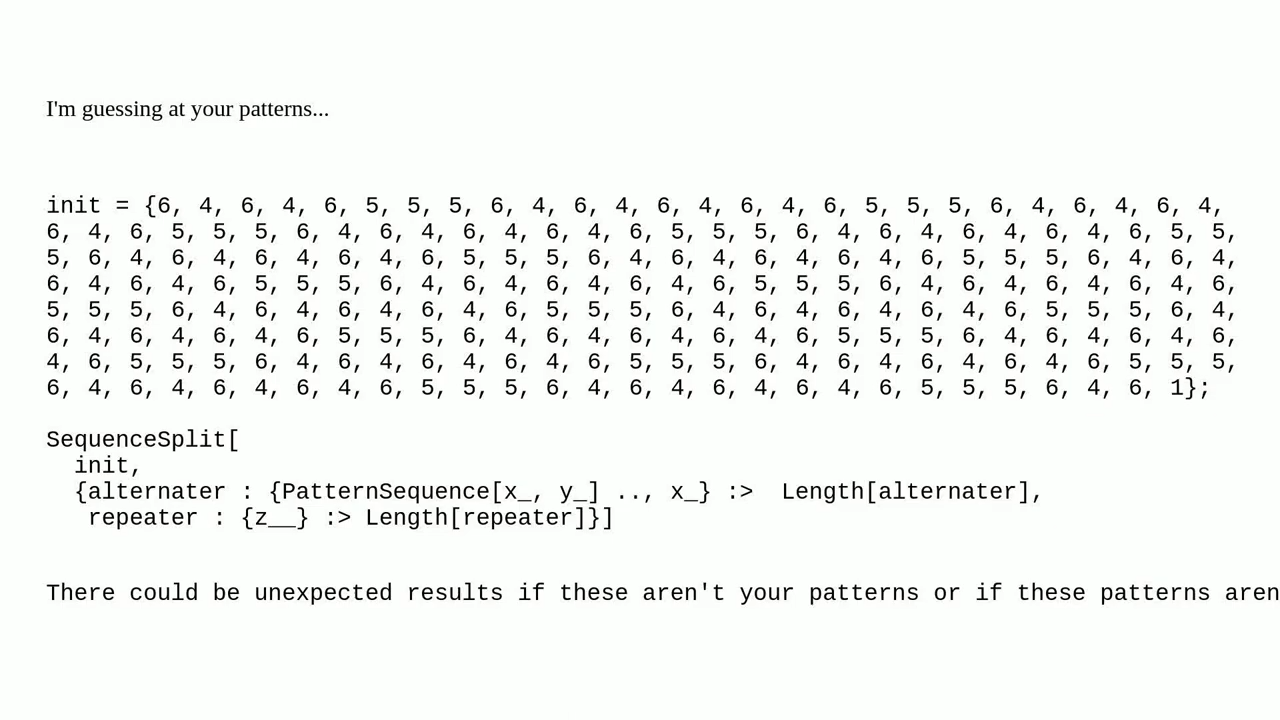 I'm guessing at your patterns...
init = {6, 4, 6, 4, 6, 5, 5, 5, 6, 4, 6, 4, 6, 4, 6, 4, 6, 5, 5, 5, 6, 4, 6, 4, 6, 4,
6, 4, 6, 5, 5, 5, 6, 4, 6, 4, 6, 4, 6, 4, 6, 5, 5, 5, 6, 4, 6, 4, 6, 4, 6, 4, 6, 5, 5,
5, 6, 4, 6, 4, 6, 4, 6, 4, 6, 5, 5, 5, 6, 4, 6, 4, 6, 4, 6, 4, 6, 5, 5, 5, 6, 4, 6, 4,
6, 4, 6, 4, 6, 5, 5, 5, 6, 4, 6, 4, 6, 4, 6, 4, 6, 5, 5, 5, 6, 4, 6, 4, 6, 4, 6, 4, 6,
5, 5, 5, 6, 4, 6, 4, 6, 4, 6, 4, 6, 5, 5, 5, 6, 4, 6, 4, 6, 4, 6, 4, 6, 5, 5, 5, 6, 4,
6, 4, 6, 4, 6, 4, 6, 5, 5, 5, 6, 4, 6, 4, 6, 4, 6, 4, 6, 5, 5, 5, 6, 4, 6, 4, 6, 4, 6,
4, 6, 5, 5, 5, 6, 4, 6, 4, 6, 4, 6, 4, 6, 5, 5, 5, 6, 4, 6, 4, 6, 4, 6, 4, 6, 5, 5, 5,
6, 4, 6, 4, 6, 4, 6, 4, 6, 5, 5, 5, 6, 4, 6, 4, 6, 4, 6, 4, 6, 5, 5, 5, 6, 4, 6, 1};
SequenceSplit[
  init,
  {alternater : {PatternSequence[x_, y_] .., x_} :>  Length[alternater],
   repeater : {z__} :> Length[repeater]}]
There could be unexpected results if these aren't your patterns or if these patterns aren